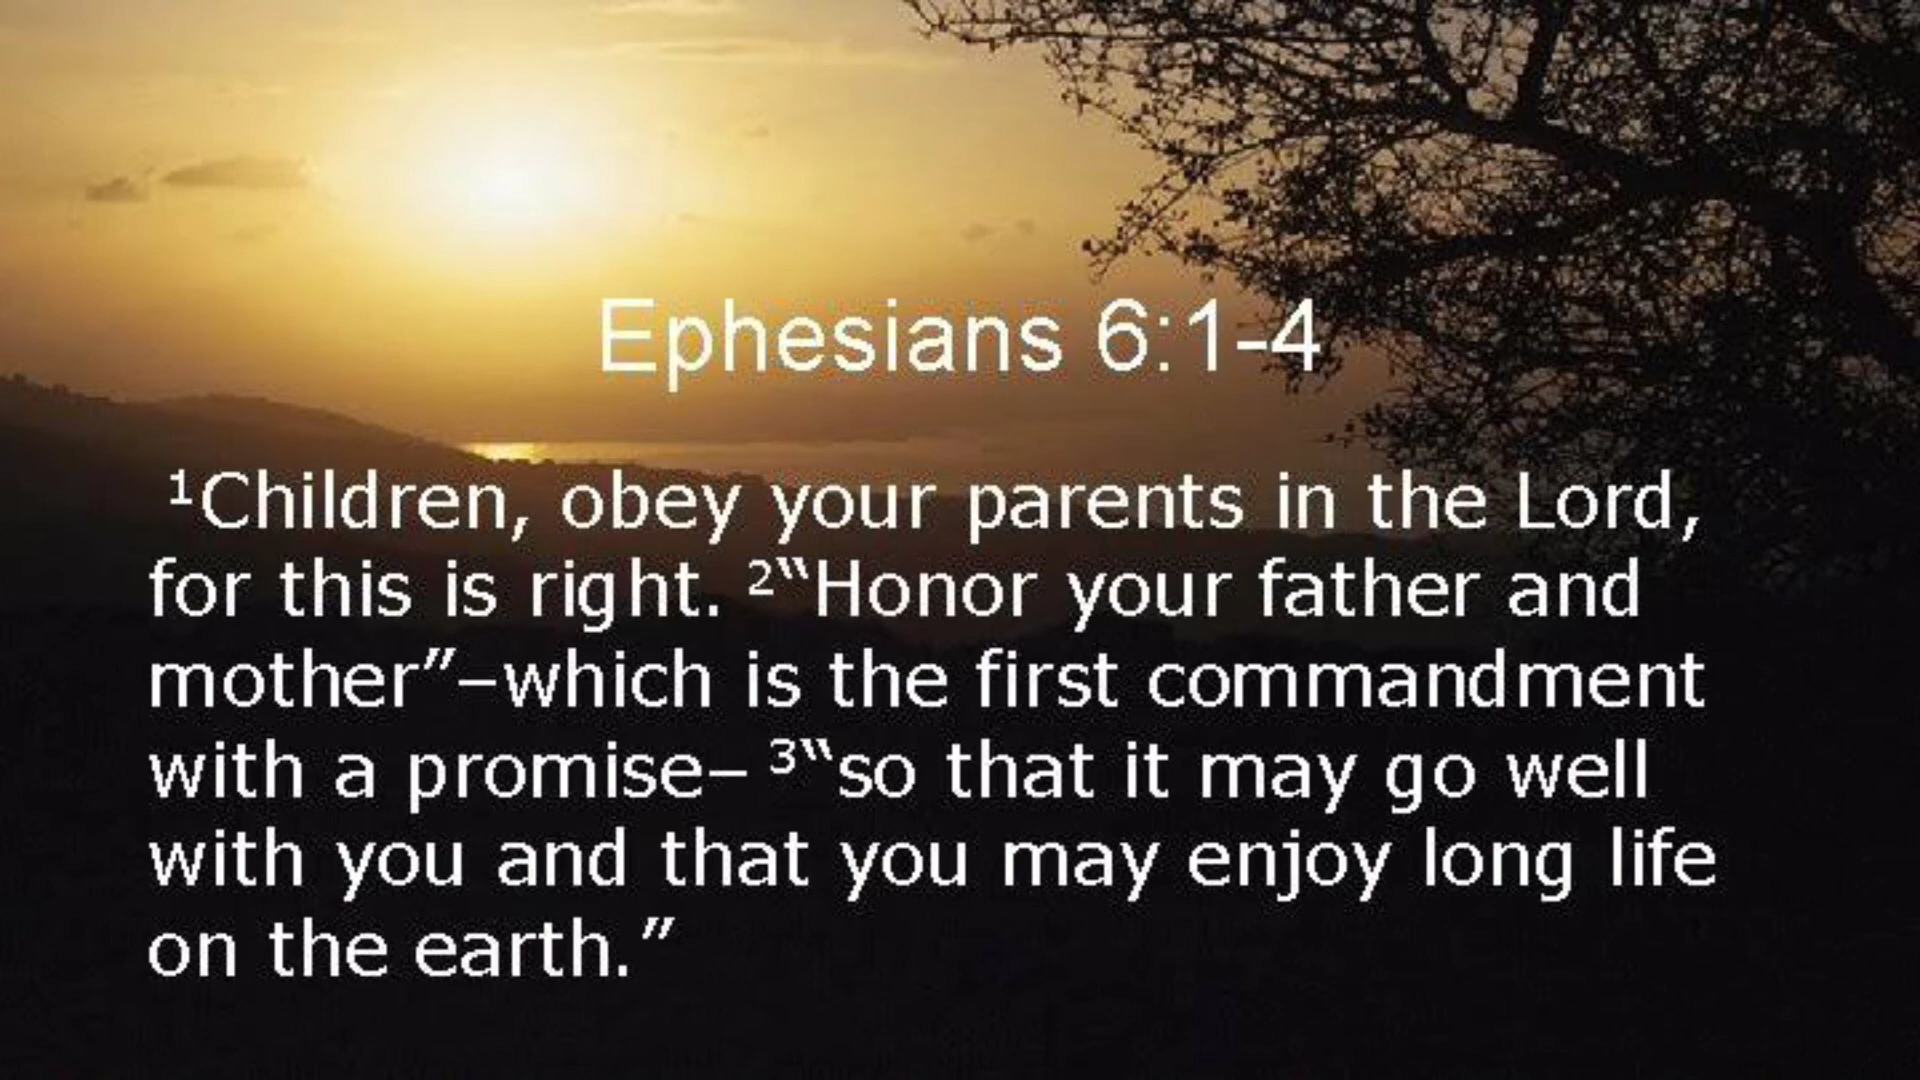 Ephesians 6:1-4
¹Children, obey your parents in the Lord,
for this is right. ²“Honor your father and
mother”–which is the first commandment
with a promise– ³“so that it may go well
with you and that you may enjoy long life
on the earth.”